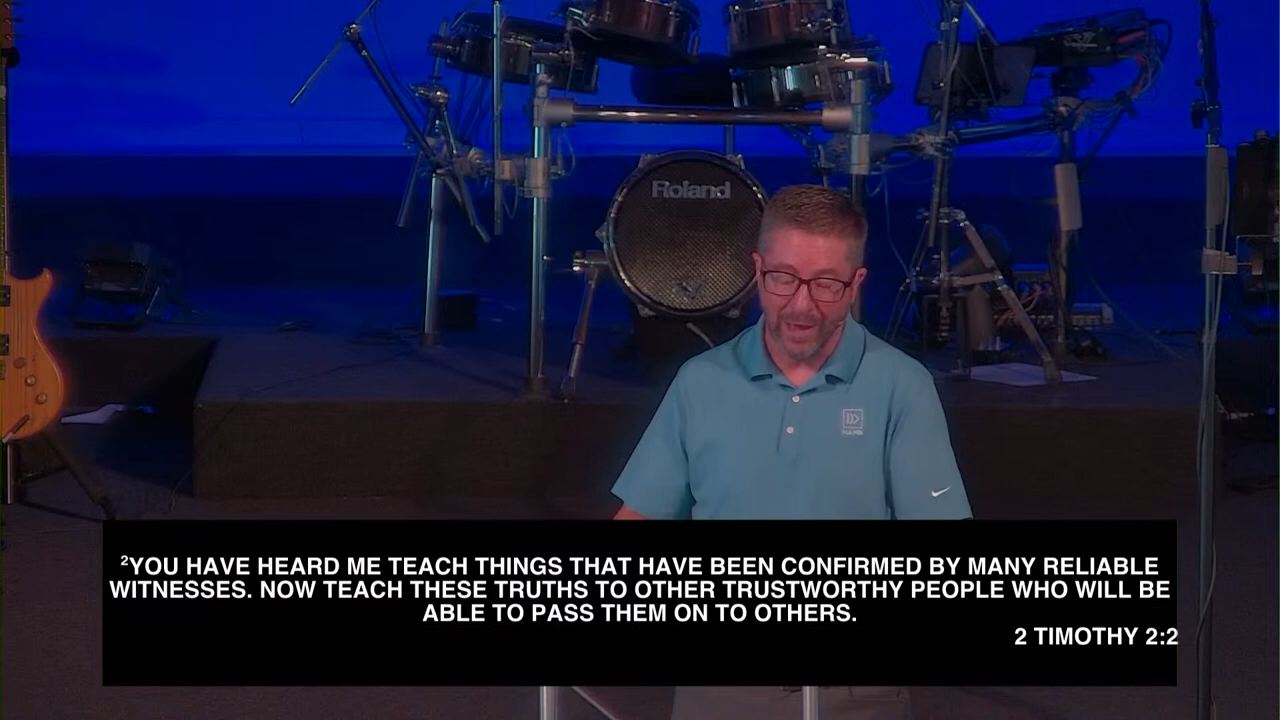 Roland
²YOU HAVE HEARD ME TEACH THINGS THAT HAVE BEEN CONFIRMED BY MANY RELIABLE
WITNESSES. NOW TEACH THESE TRUTHS TO OTHER TRUSTWORTHY PEOPLE WHO WILL BE
ABLE TO PASS THEM ON TO OTHERS.
2 TIMOTHY 2:2